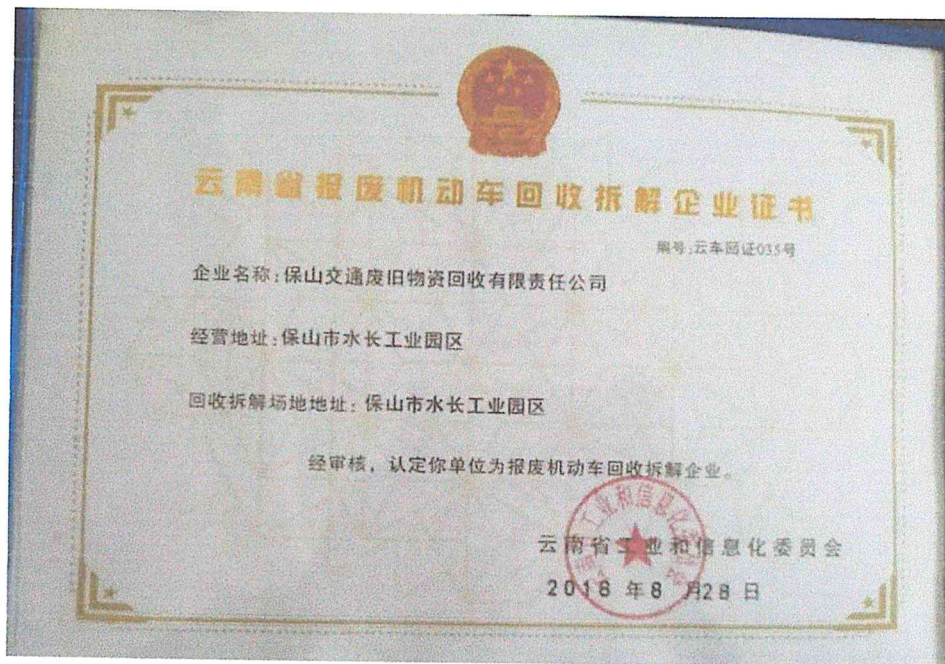 云南省报废机动车回收拆解企业证书
编号:云车回证035号
企业名称:保山交通废旧物资回收有限责任公司
经营地址:保山市水长工业园区
回收拆解场地地址:保山市水长工业园区
经审核,认定你单位为报废机动车回收拆解企业。
云南省工业和信息化委员会
2018年8月28日